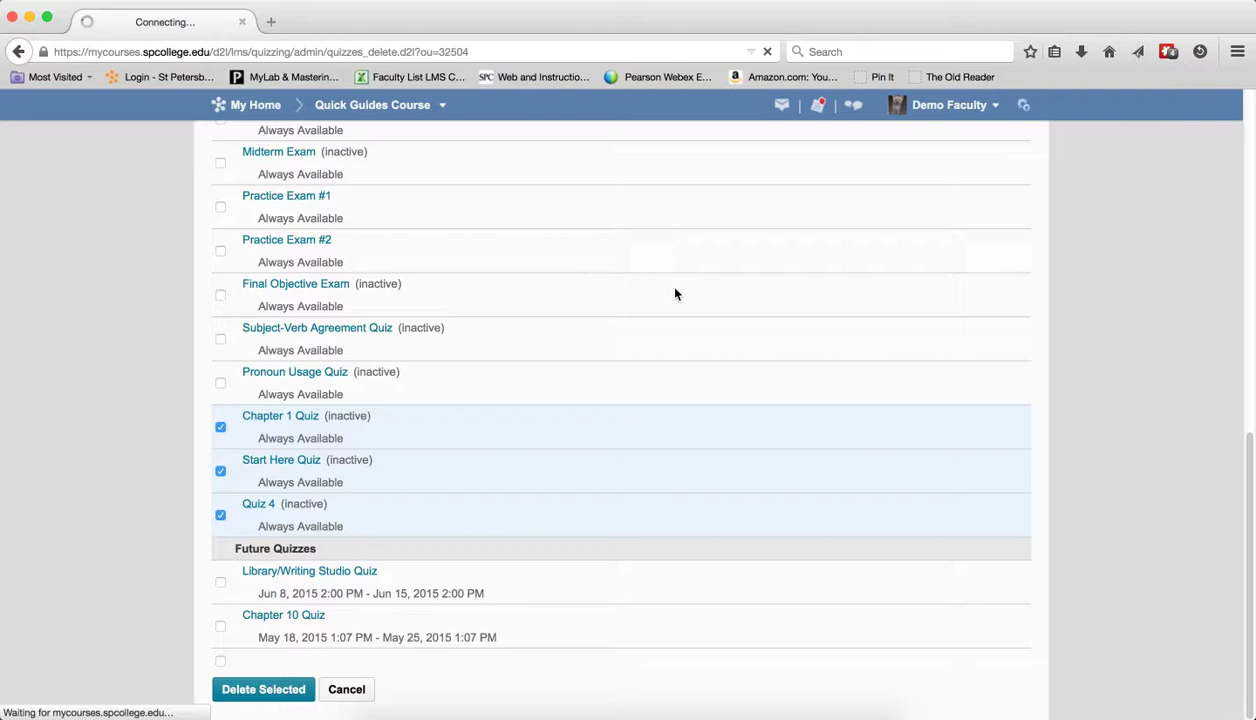 Connecting...
https://mycourses.spcollege.edu/d2l/lms/quizzing/admin/quizzes_delete.d2l?ou=32504
Search
Most Visited
Login - St Petersb...
MyLab & Mastering...
Faculty List LMS C...
SPC Web and Instructio...
Pearson Webex E...
Amazon.com: You...
Pin It
The Old Reader
My Home
Quick Guides Course
Demo Faculty
Always Available
Midterm Exam (inactive)
Always Available
Practice Exam #1
Always Available
Practice Exam #2
Always Available
Final Objective Exam (inactive)
Always Available
Subject-Verb Agreement Quiz (inactive)
Always Available
Pronoun Usage Quiz (inactive)
Always Available
Chapter 1 Quiz (inactive)
Always Available
Start Here Quiz (inactive)
Always Available
Quiz 4 (inactive)
Always Available
Future Quizzes
Library/Writing Studio Quiz
Jun 8, 2015 2:00 PM - Jun 15, 2015 2:00 PM
Chapter 10 Quiz
May 18, 2015 1:07 PM - May 25, 2015 1:07 PM
Delete Selected
Cancel
Waiting for mycourses.spcollege.edu...